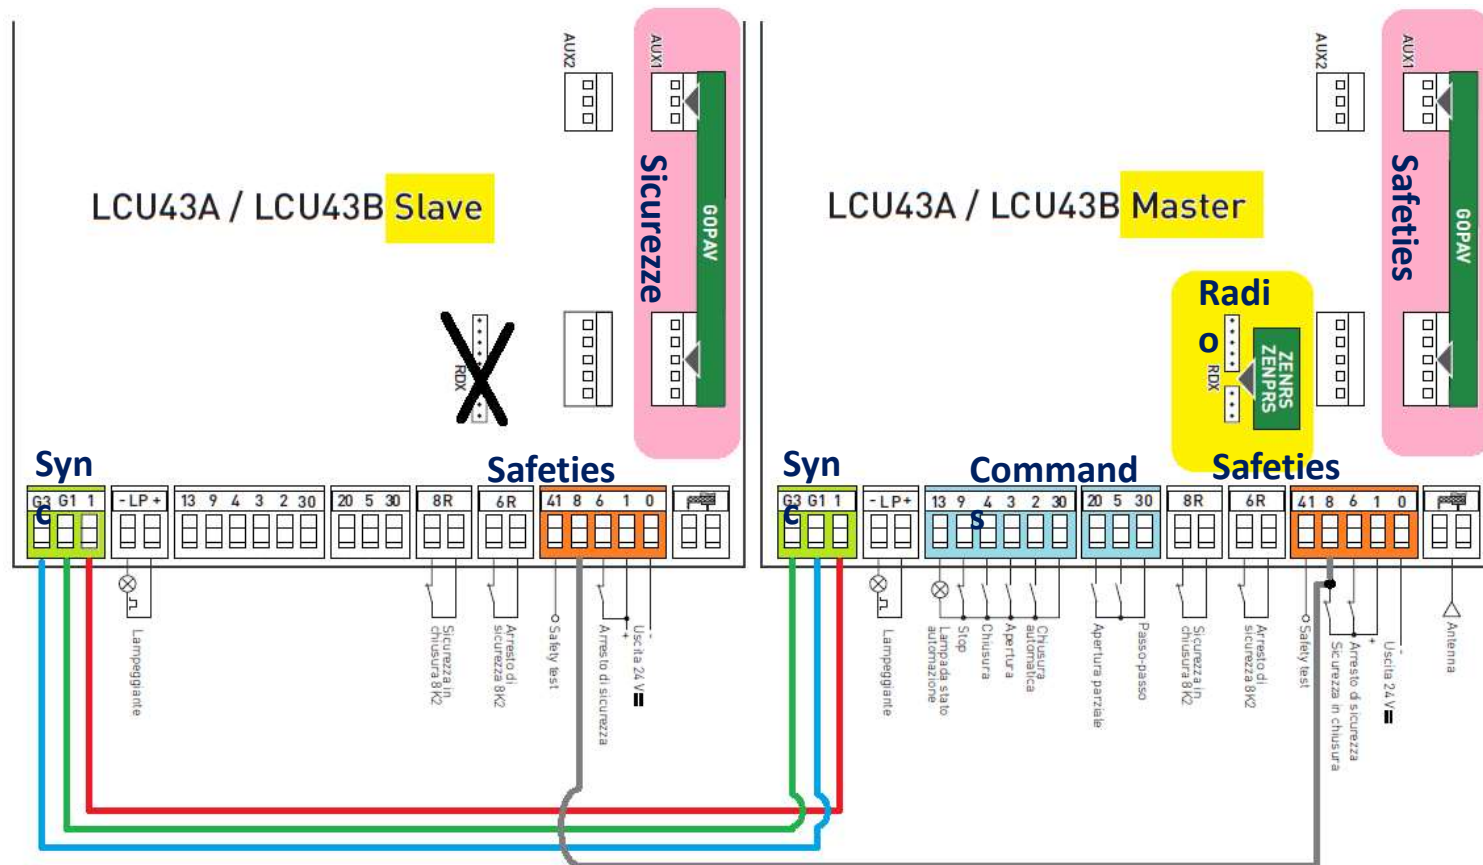 AUX2
AUX1
Sicurezze
GOPAV
LCU43A / LCU43B Slave
RDX
Syn
c
Safeties
G3 G1 1
- LP +
13 9 4 3 2 30
20 5 30
8R
6R
41 8 6 1 0
Lampeggiante
Sicurezza in
chiusura 8K2
Arresto di
sicurezza 8K2
Safety test
Arresto di sicurezza
+
-
Uscita 24 V
AUX2
AUX1
Safeties
GOPAV
LCU43A / LCU43B Master
Radi
o
RDX
ZENRS
ZENPRS
Syn
c
Command
s
Safeties
G3 G1 1
- LP +
13 9 4 3 2 30
20 5 30
8R
6R
41 8 6 1 0
Lampeggiante
Lampada stato
automazione
Stop
Chiusura
Apertura
Chiusura
automatica
Apertura parziale
Passo-passo
Sicurezza in
chiusura 8K2
Arresto di
sicurezza 8K2
Safety test
Sicurezza in chiusura
Arresto di sicurezza
+
-
Uscita 24 V
Antenna